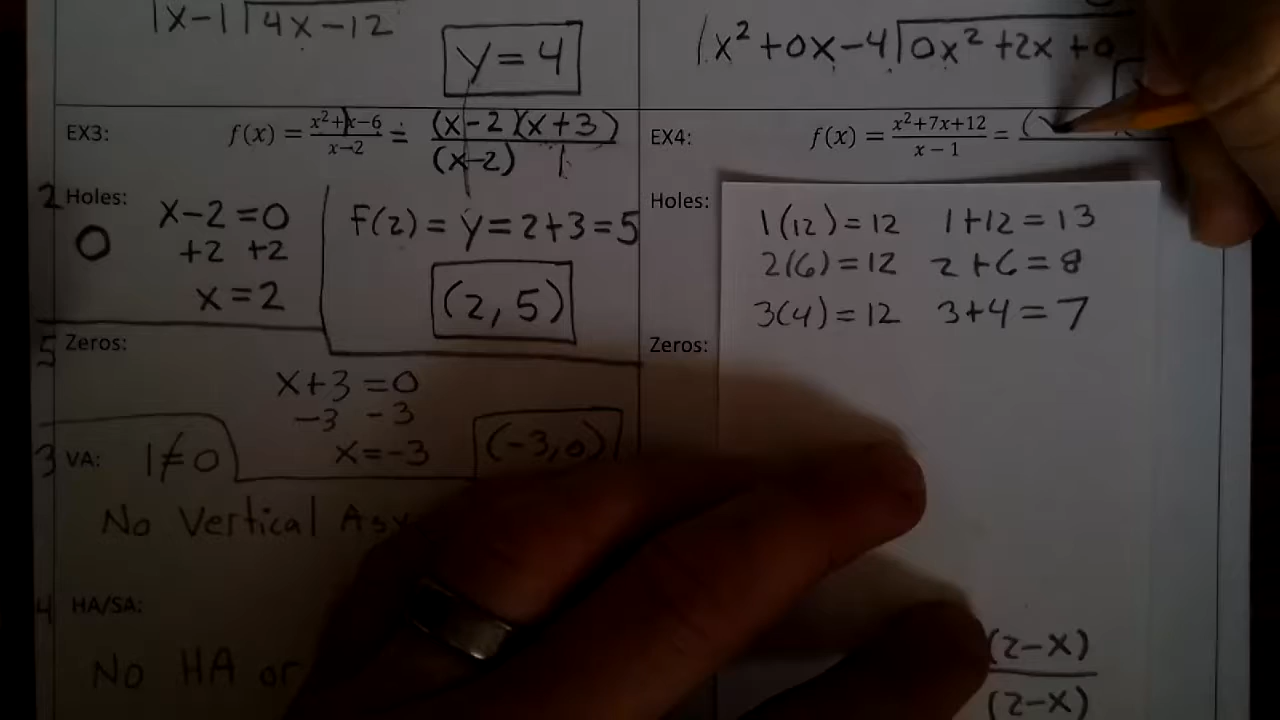 1x-1 4x-12
y=4
1x²+0x-4 0x²+2x+0
EX3: f(x) = x²+x-6 / x-2 = (x-2)(x+3) / (x-2) 1
2 Holes: x-2=0
+2 +2
x=2
F(2)=y=2+3=5
(2,5)
5 Zeros:
x+3=0
-3 -3
x=-3 (-3,0)
3 VA: 1≠0
No Vertical
4 HA/SA:
No HA or
EX4: f(x) = x²+7x+12 / x-1 = (x
Holes:
1(12)=12 1+12=13
2(6)=12 2+6=8
3(4)=12 3+4=7
Zeros:
(2-x)
(2-x)